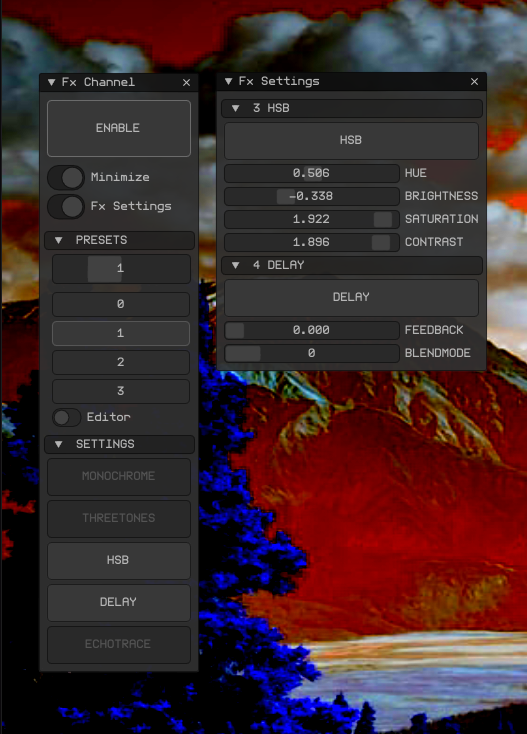 Fx Channel
ENABLE
Minimize
Fx Settings
PRESETS
1
0
1
2
3
Editor
SETTINGS
MONOCHROME
THREETONES
HSB
DELAY
ECHOTRACE
Fx Settings
3 HSB
HSB
0.506 HUE
-0.338 BRIGHTNESS
1.922 SATURATION
1.896 CONTRAST
4 DELAY
DELAY
0.000 FEEDBACK
0 BLENDMODE